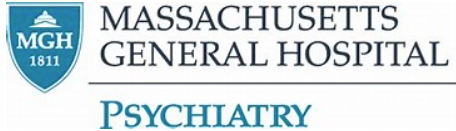 MGH
1811
MASSACHUSETTS
GENERAL HOSPITAL
PSYCHIATRY